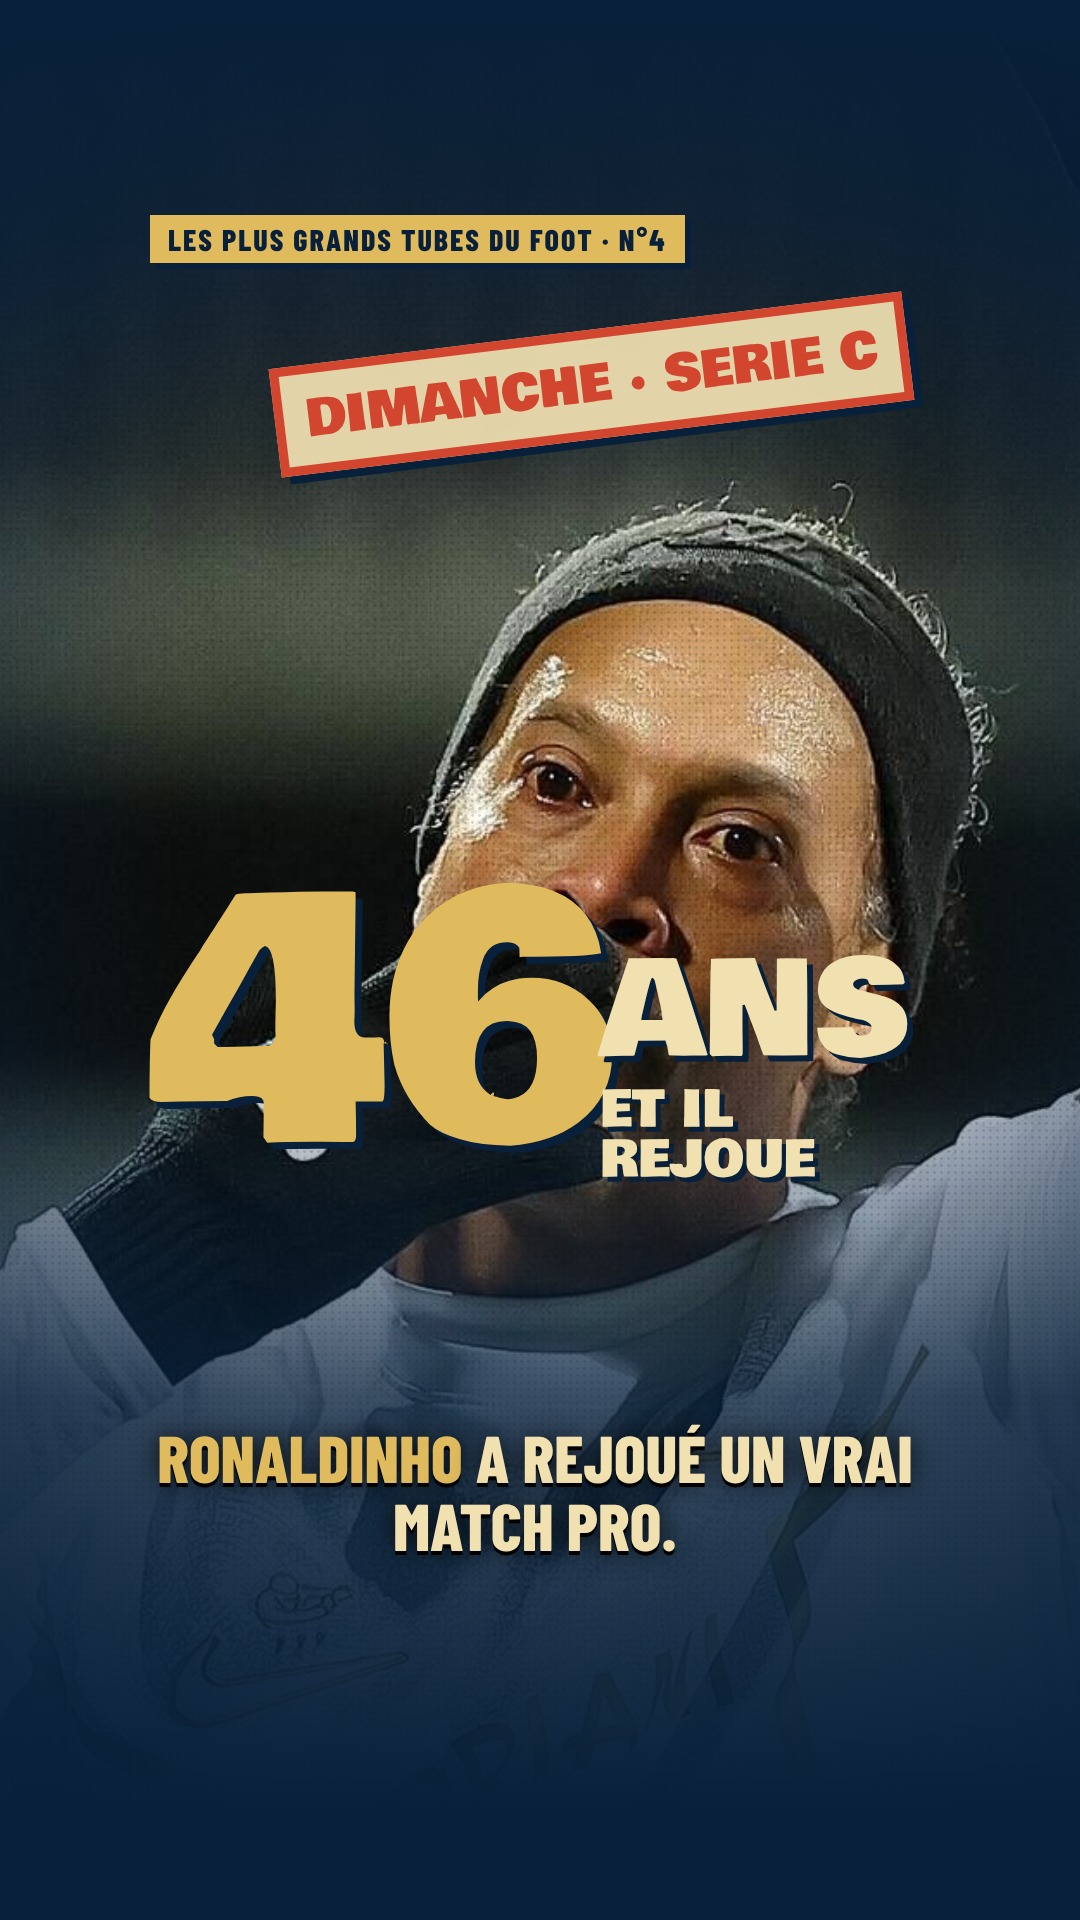 LES PLUS GRANDS TUBES DU FOOT · N°4
DIMANCHE · SERIE C
46 ANS
ET IL
REJOUE
RONALDINHO A REJOUÉ UN VRAI
MATCH PRO.